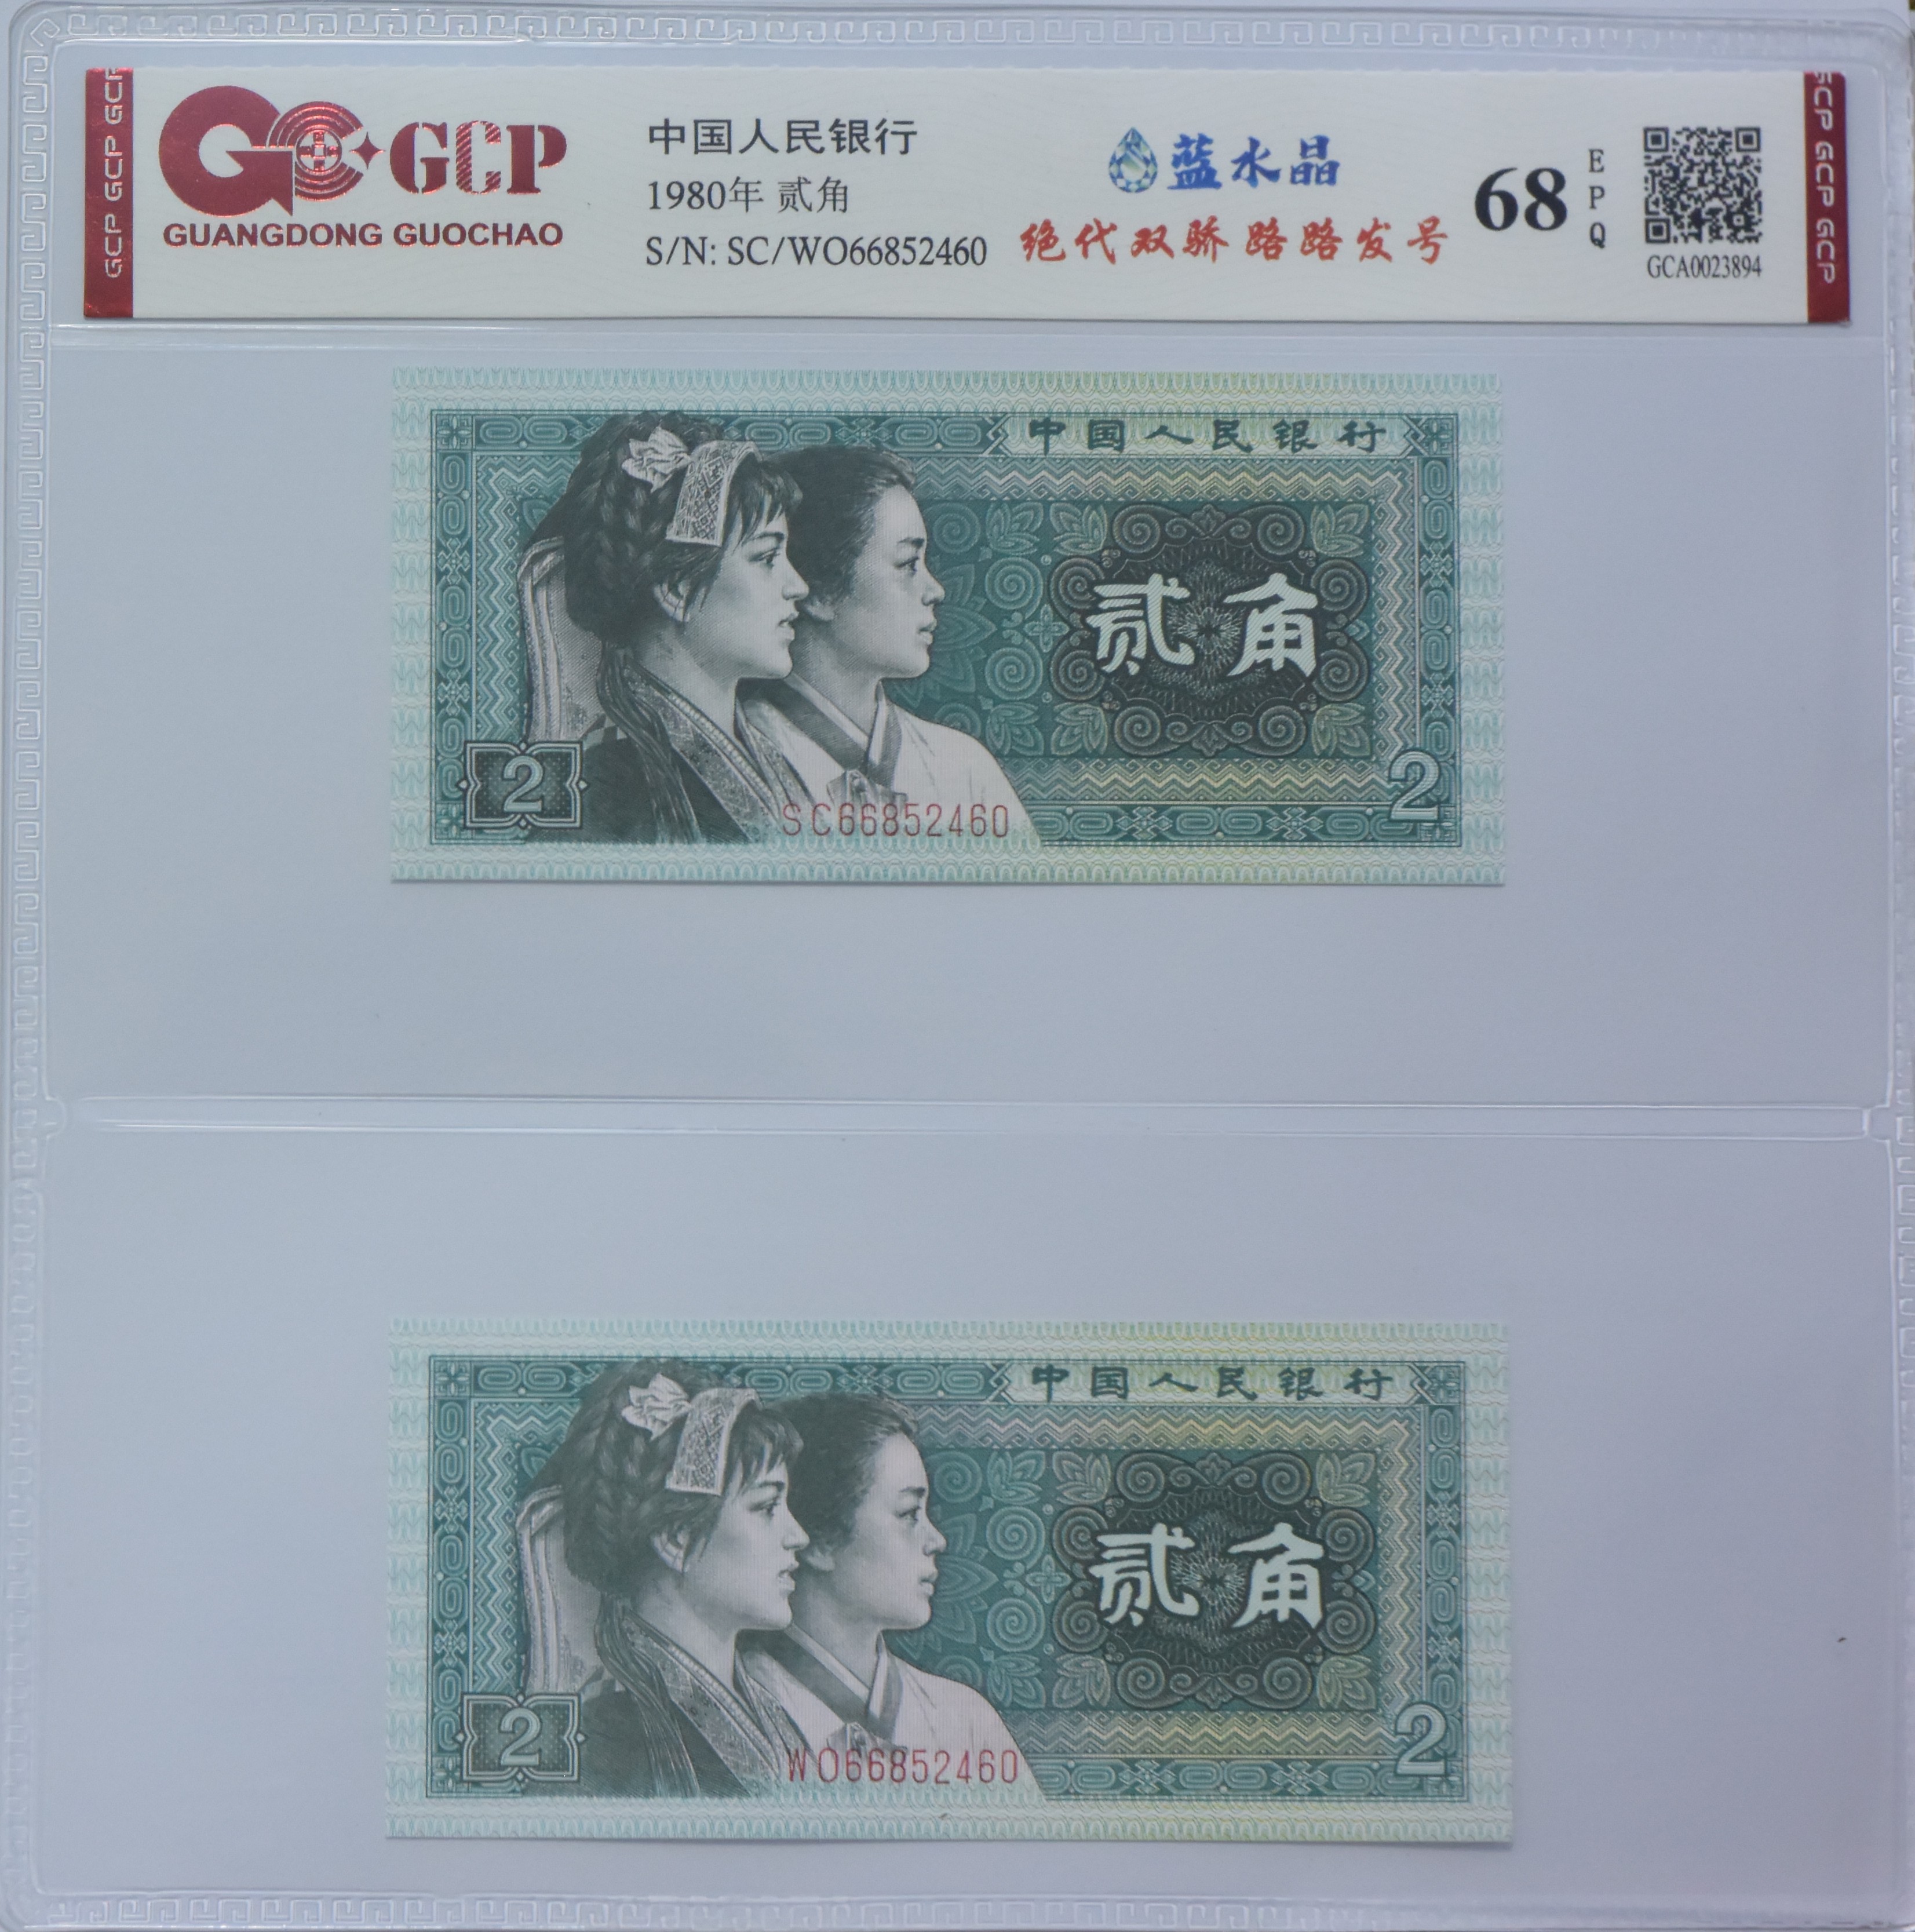 GCP GCP GCP
GCP
GUANGDONG GUOCHAO
中国人民银行
1980年 贰角
S/N: SC/WO66852460
蓝水晶
绝代双骄 路路发号
68
EPQ
GCA0023894
GCP GCP GCP
中国人民银行
贰角
2
SC66852460
2
中国人民银行
贰角
2
WO66852460
2